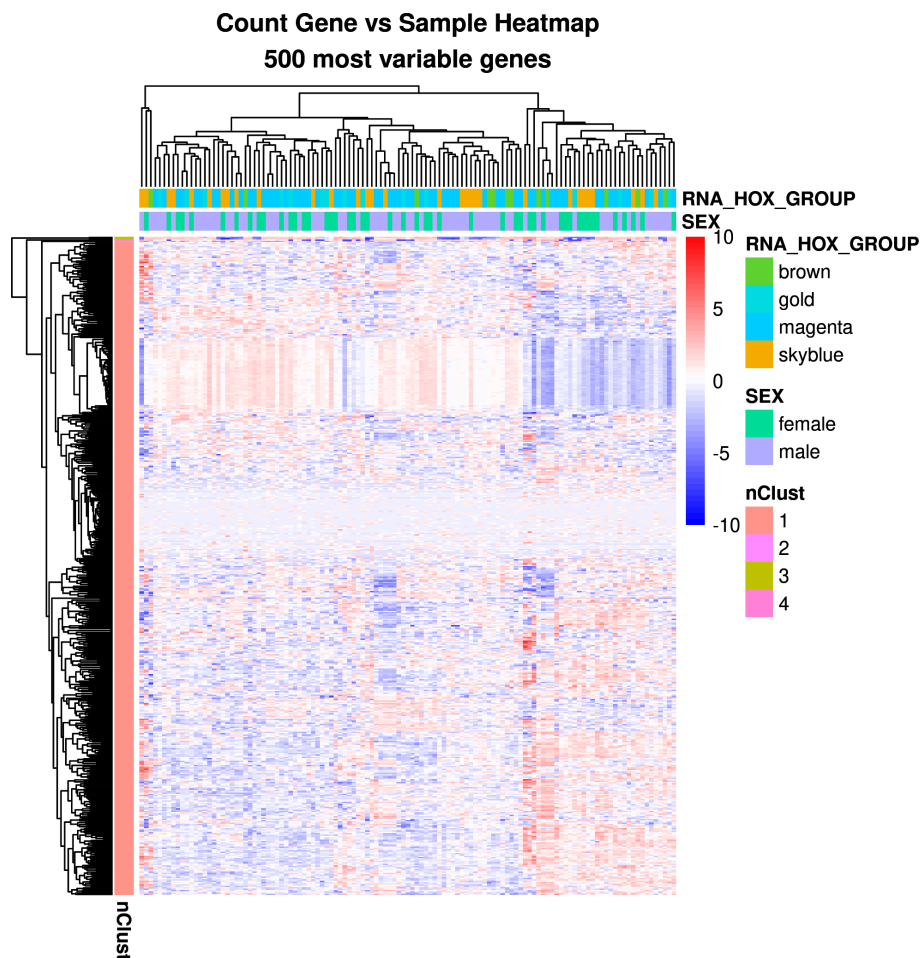 Count Gene vs Sample Heatmap
500 most variable genes
RNA_HOX_GROUP
SEX
10
5
0
-5
-10
RNA_HOX_GROUP
brown
gold
magenta
skyblue
SEX
female
male
nClust
1
2
3
4
nClust